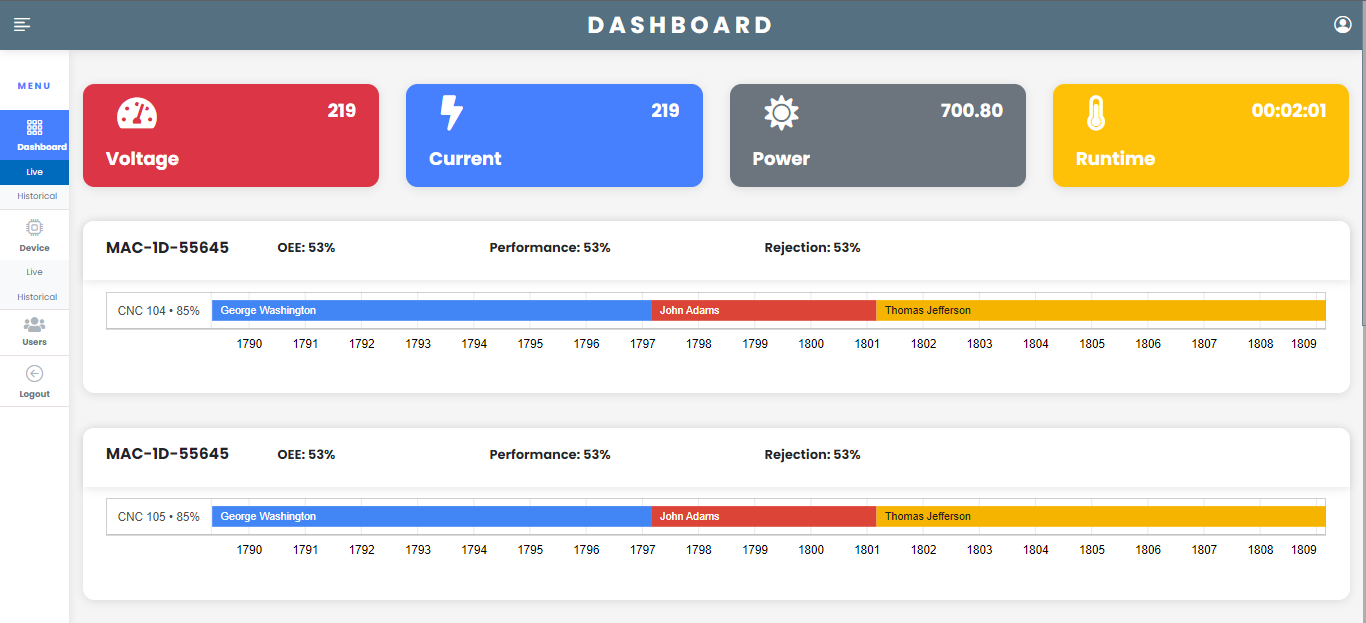 DASHBOARD
MENU
Dashboard
Live
Historical
Device
Live
Historical
Users
Logout
219
Voltage
219
Current
700.80
Power
00:02:01
Runtime
MAC-1D-55645 OEE: 53% Performance: 53% Rejection: 53%
CNC 104 • 85% George Washington John Adams Thomas Jefferson
1790 1791 1792 1793 1794 1795 1796 1797 1798 1799 1800 1801 1802 1803 1804 1805 1806 1807 1808 1809
MAC-1D-55645 OEE: 53% Performance: 53% Rejection: 53%
CNC 105 • 85% George Washington John Adams Thomas Jefferson
1790 1791 1792 1793 1794 1795 1796 1797 1798 1799 1800 1801 1802 1803 1804 1805 1806 1807 1808 1809